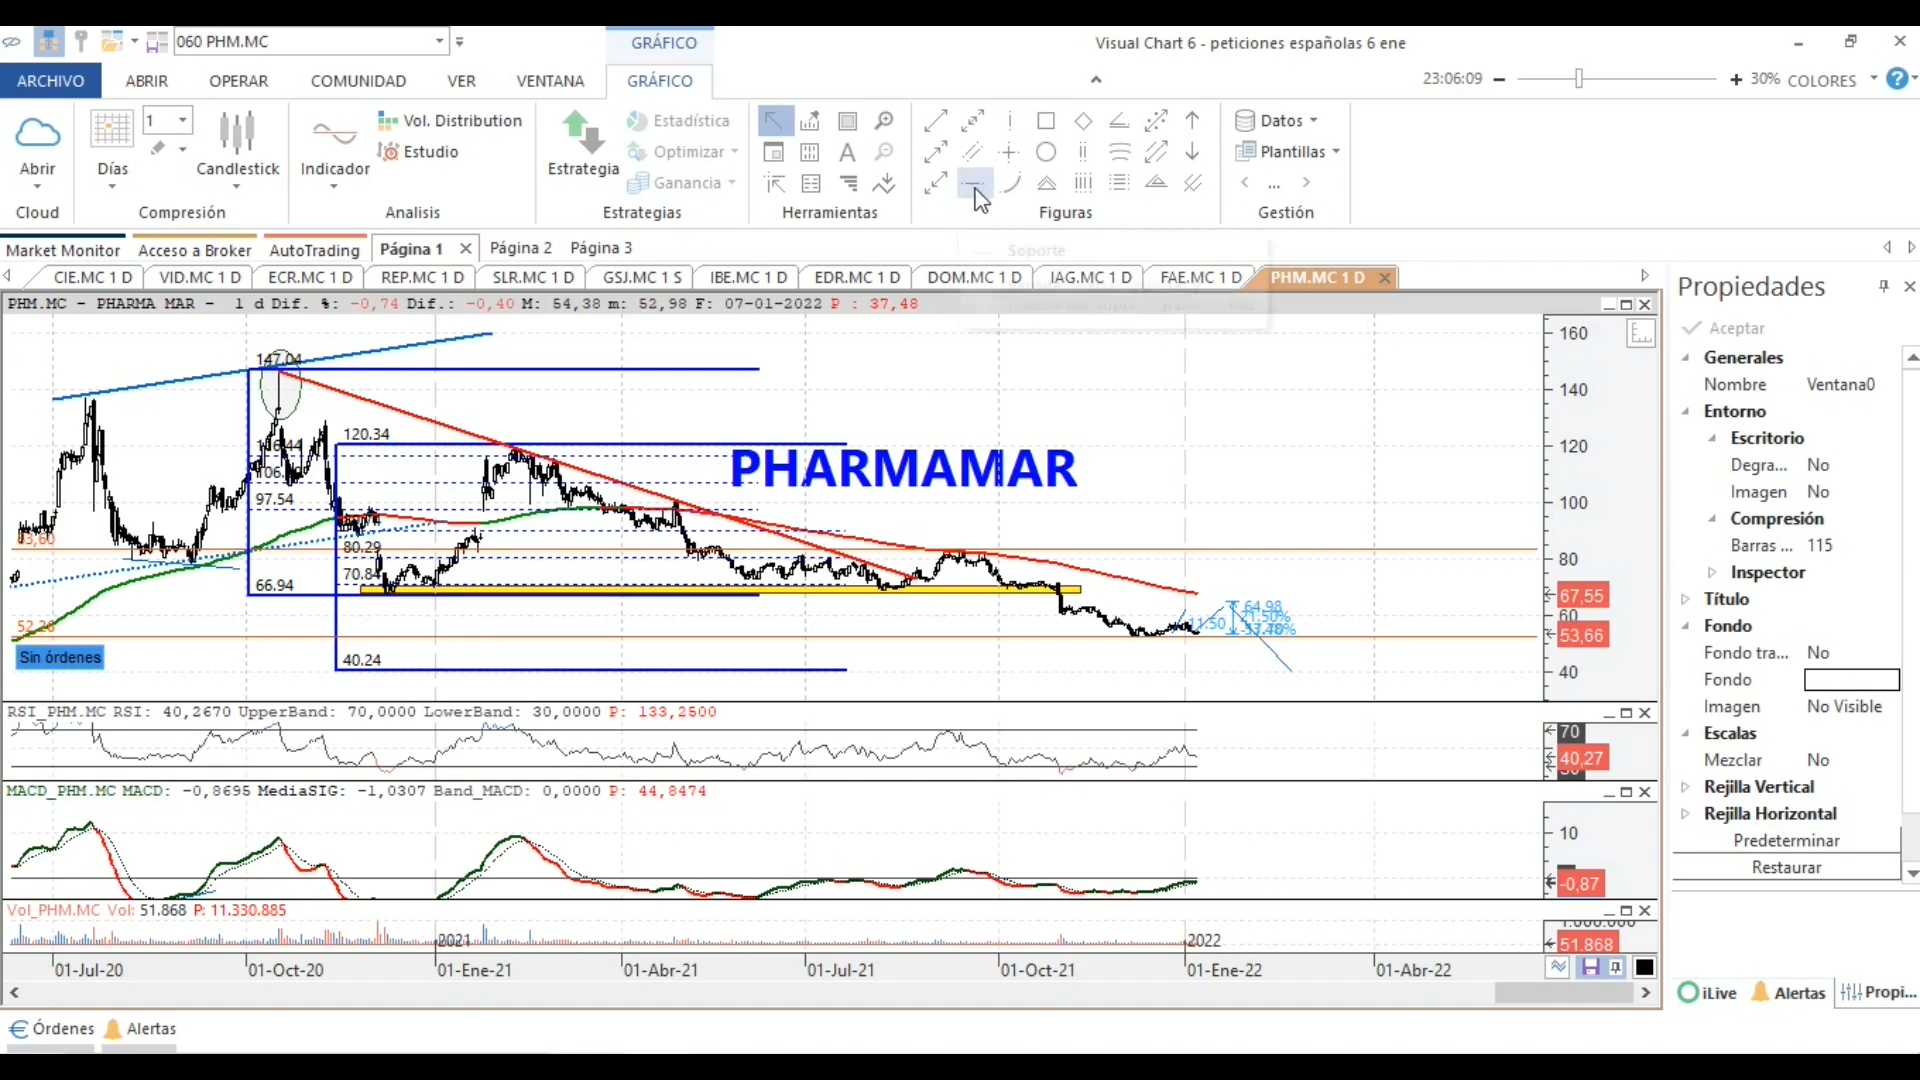 060 PHM.MC
GRÁFICO
Visual Chart 6 - peticiones españolas 6 ene
ARCHIVO ABRIR OPERAR COMUNIDAD VER VENTANA GRÁFICO
23:06:09 30% COLORES ?
1
Vol. Distribution
Estadística
Datos
Estudio
Optimizar
Plantillas
Abrir Días Candlestick Indicador Estrategia
Ganancia
...
Cloud Compresión Analisis Estrategias Herramientas Figuras Gestión
Market Monitor Acceso a Broker AutoTrading Página 1 Página 2 Página 3
Soporte
CIE.MC 1 D VID.MC 1 D ECR.MC 1 D REP.MC 1 D SLR.MC 1 D GSJ.MC 1 S IBE.MC 1 D EDR.MC 1 D DOM.MC 1 D IAG.MC 1 D FAE.MC 1 D PHM.MC 1 D
PHM.MC - PHARMA MAR - 1 d Dif. %: -0,74 Dif.: -0,40 M: 54,38 m: 52,98 F: 07-01-2022 P : 37,48
147.04
120.34
97.54
83,60
80.29
70.84
66.94
52,26
40.24
Sin órdenes
PHARMAMAR
64.98
11.50
160
140
120
100
80
67,55
60
53,66
40
RSI_PHM.MC RSI: 40,2670 UpperBand: 70,0000 LowerBand: 30,0000 P: 133,2500
70
40,27
MACD_PHM.MC MACD: -0,8695 MediaSIG: -1,0307 Band_MACD: 0,0000 P: 44,8474
10
-0,87
Vol_PHM.MC Vol: 51.868 P: 11.330.885
51.868
2021 2022
01-Jul-20 01-Oct-20 01-Ene-21 01-Abr-21 01-Jul-21 01-Oct-21 01-Ene-22 01-Abr-22
Órdenes Alertas
Propiedades
Aceptar
Generales
Nombre Ventana0
Entorno
Escritorio
Degra... No
Imagen No
Compresión
Barras ... 115
Inspector
Título
Fondo
Fondo tra... No
Fondo
Imagen No Visible
Escalas
Mezclar No
Rejilla Vertical
Rejilla Horizontal
Predeterminar
Restaurar
iLive Alertas Propi...